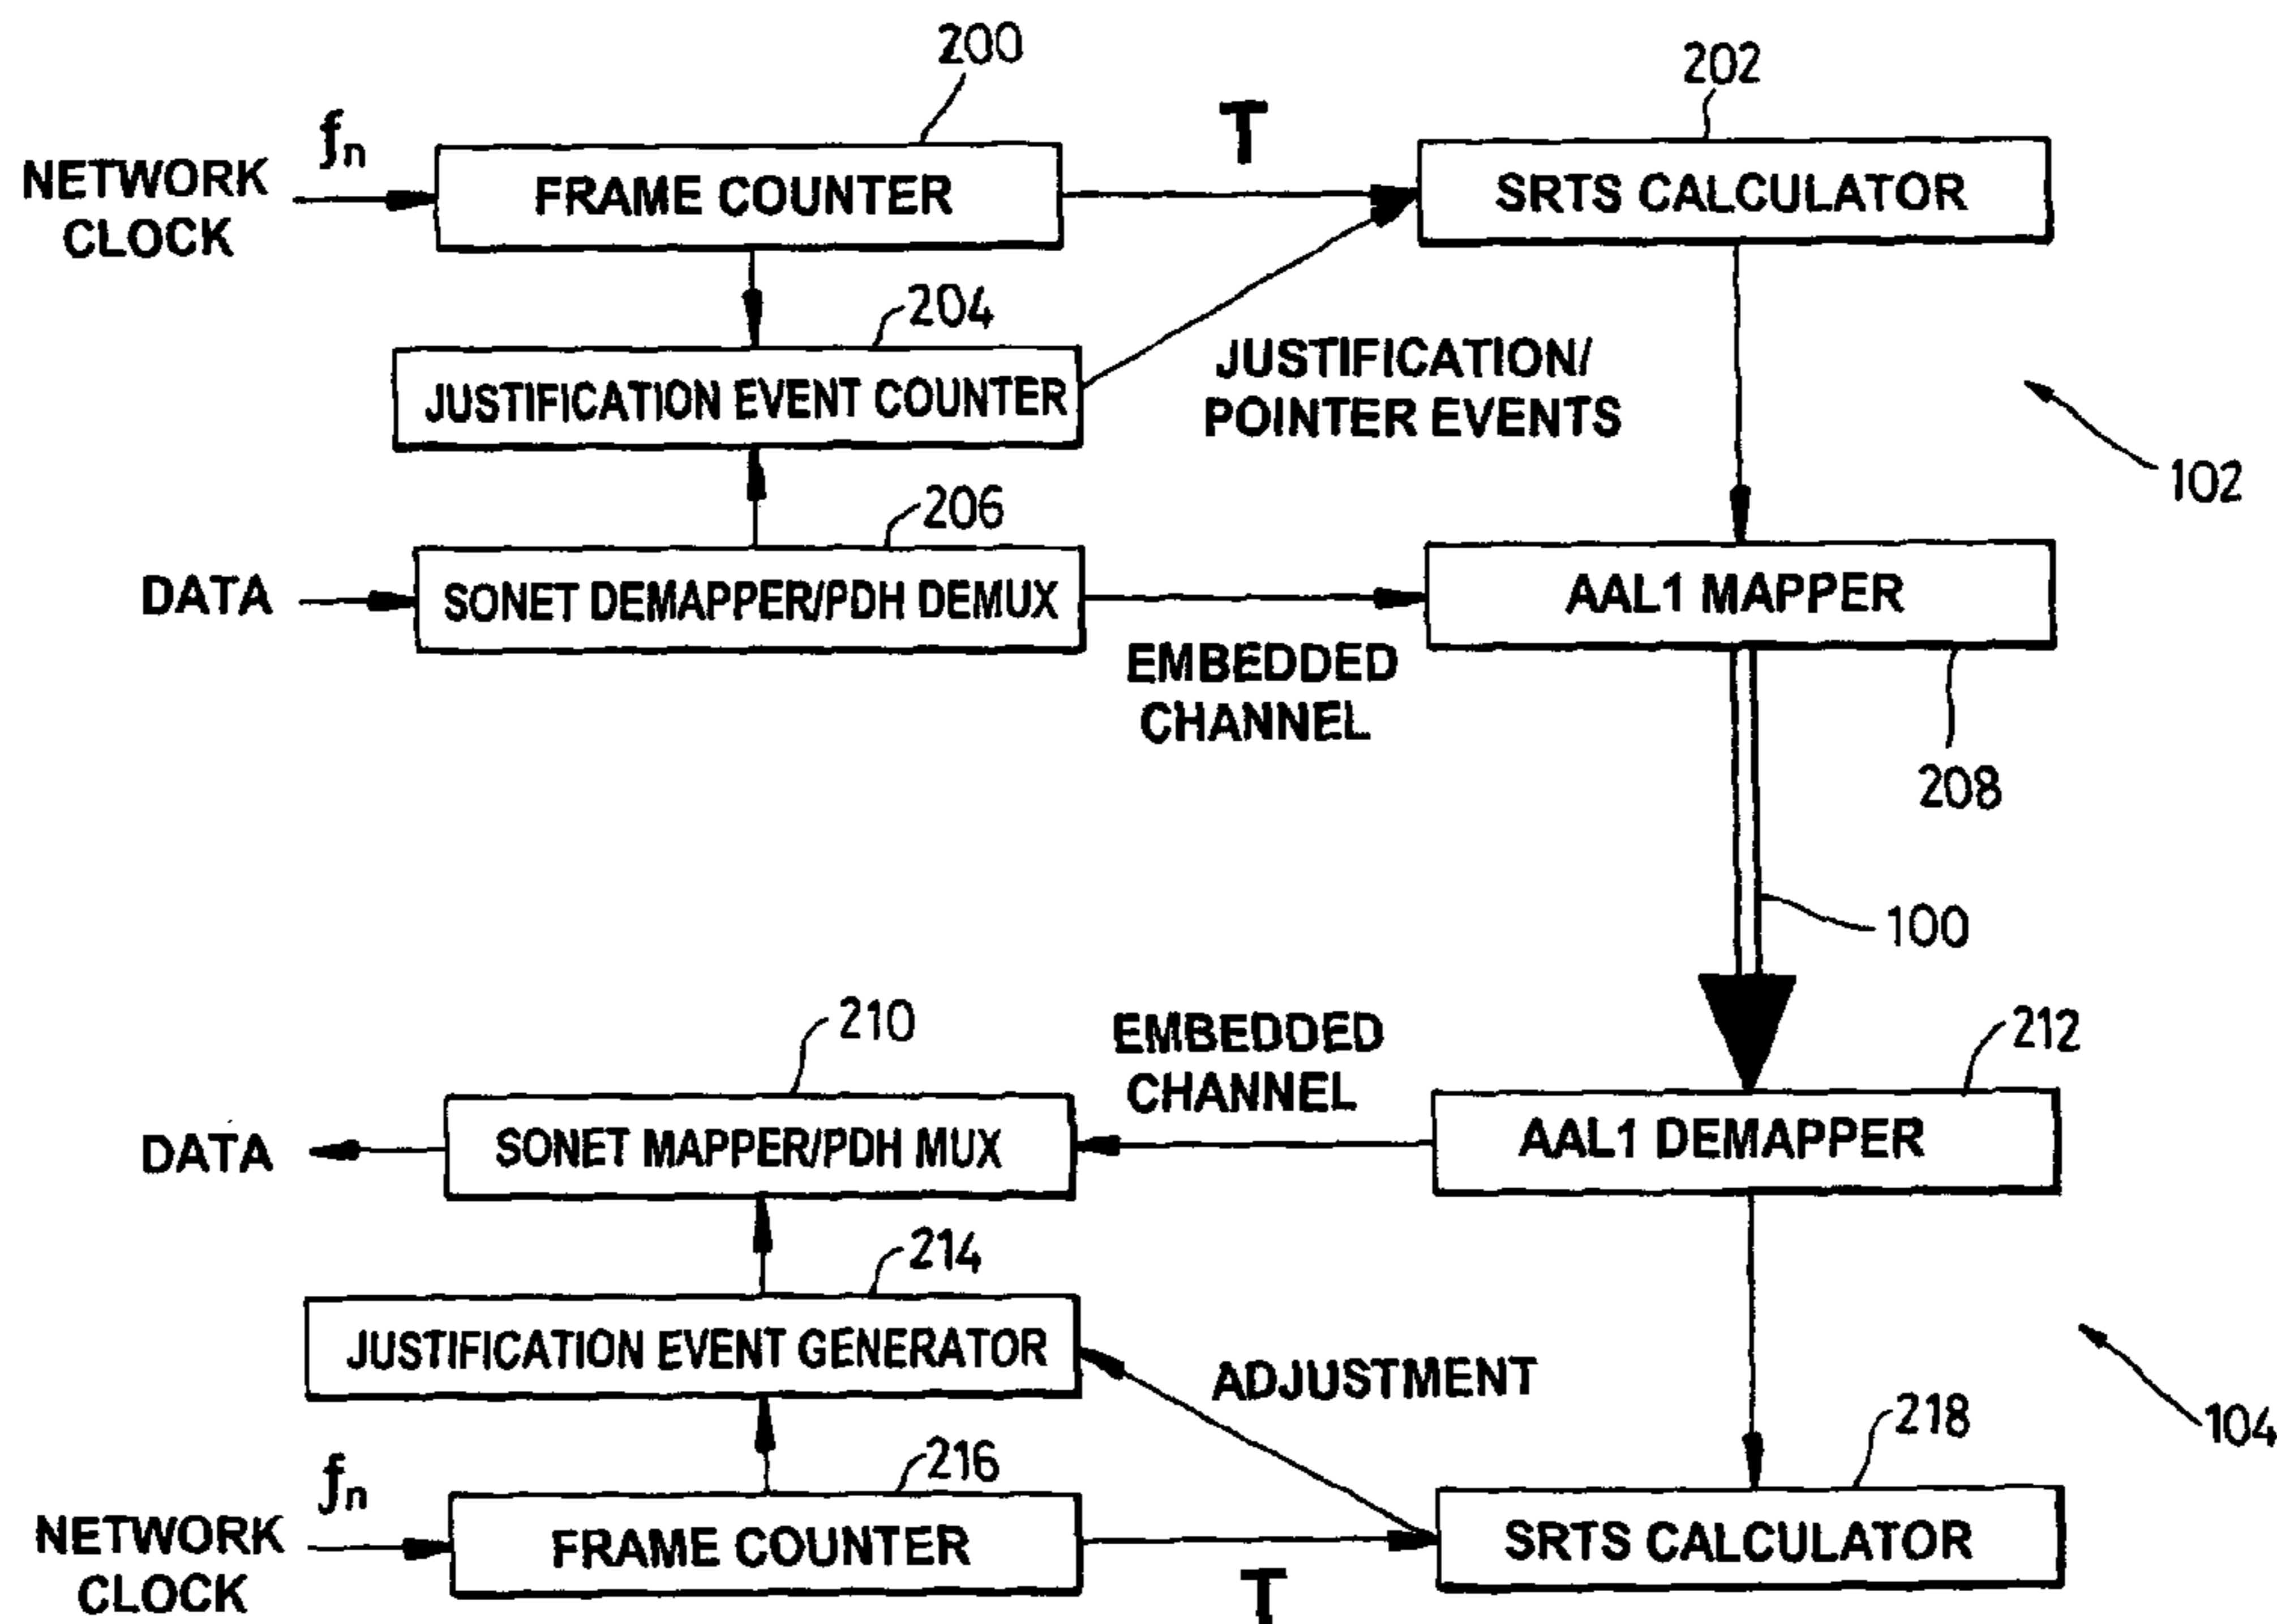 200
202
fn
T
NETWORK
CLOCK
FRAME COUNTER
SRTS CALCULATOR
204
JUSTIFICATION EVENT COUNTER
JUSTIFICATION/
POINTER EVENTS
102
206
DATA
SONET DEMAPPER/PDH DEMUX
AAL1 MAPPER
EMBEDDED
CHANNEL
208
100
210
EMBEDDED
CHANNEL
212
DATA
SONET MAPPER/PDH MUX
AAL1 DEMAPPER
214
JUSTIFICATION EVENT GENERATOR
ADJUSTMENT
218
104
fn
216
NETWORK
CLOCK
FRAME COUNTER
SRTS CALCULATOR
T